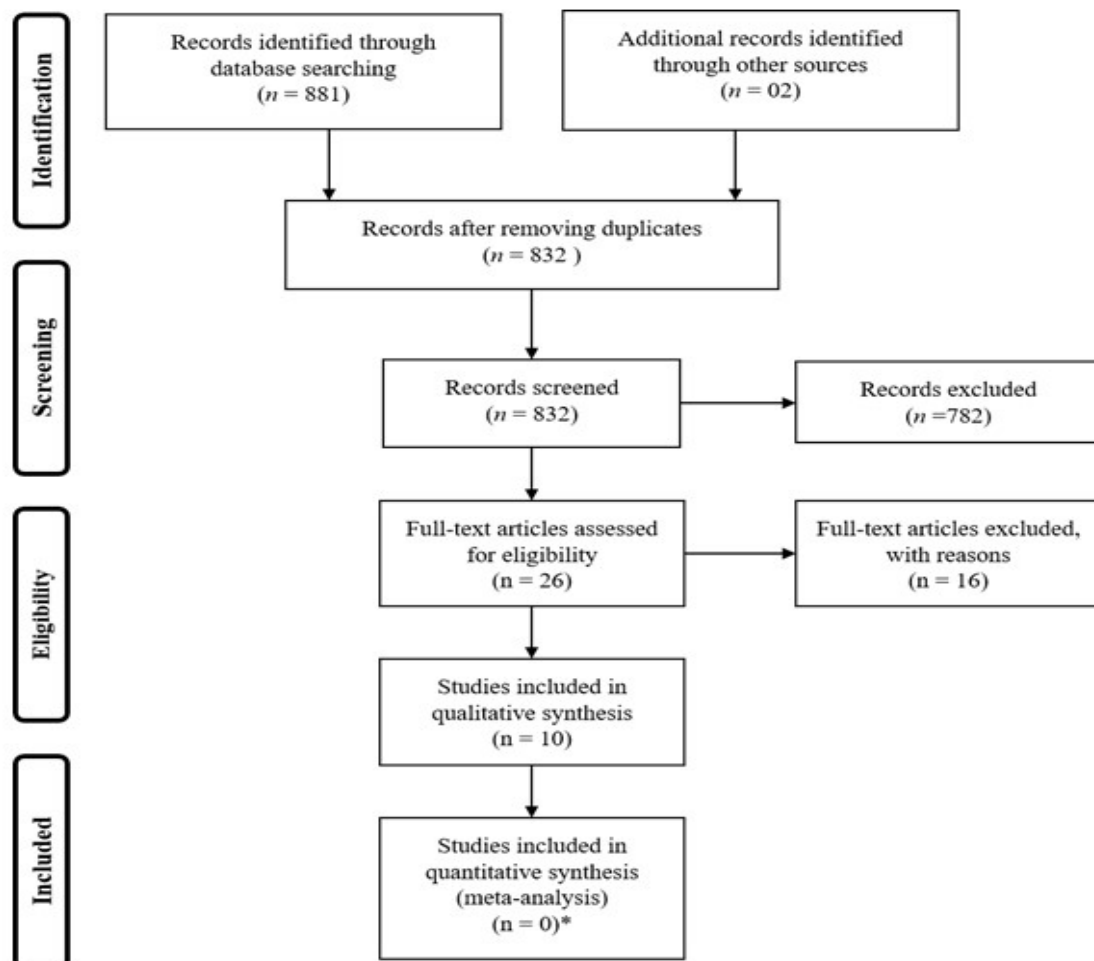 Identification
Records identified through
database searching
(n = 881)
Additional records identified
through other sources
(n = 02)
Records after removing duplicates
(n = 832 )
Screening
Records screened
(n = 832)
Records excluded
(n =782)
Eligibility
Full-text articles assessed
for eligibility
(n = 26)
Full-text articles excluded,
with reasons
(n = 16)
Studies included in
qualitative synthesis
(n = 10)
Included
Studies included in
quantitative synthesis
(meta-analysis)
(n = 0)*